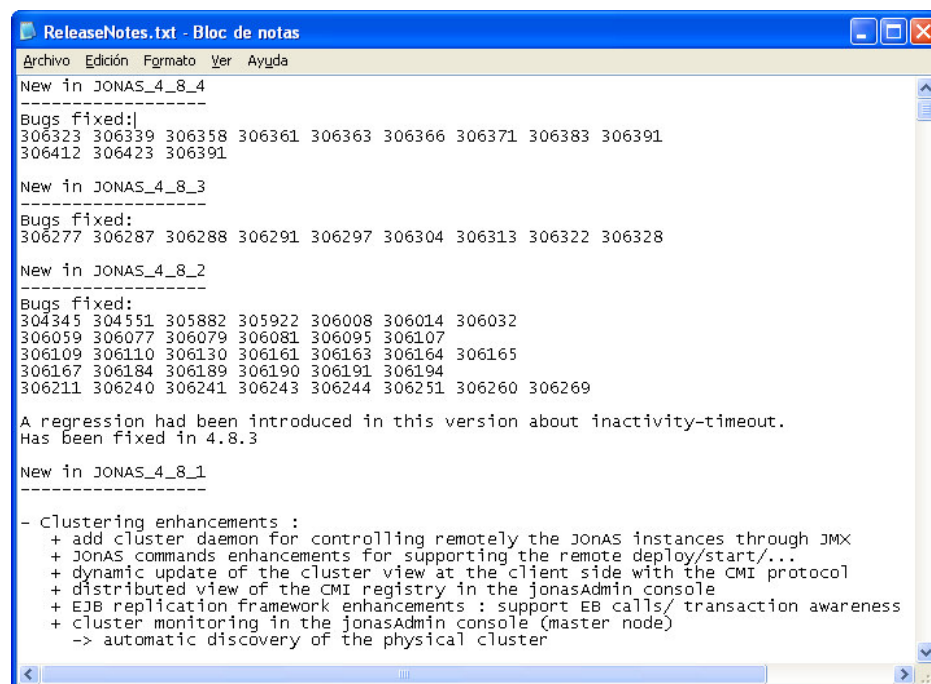 ReleaseNotes.txt - Bloc de notas
Archivo Edición Formato Ver Ayuda
New in JONAS_4_8_4
------------------
Bugs fixed:
306323 306339 306358 306361 306363 306366 306371 306383 306391
306412 306423 306391
New in JONAS_4_8_3
------------------
Bugs fixed:
306277 306287 306288 306291 306297 306304 306313 306322 306328
New in JONAS_4_8_2
------------------
Bugs fixed:
304345 304551 305882 305922 306008 306014 306032
306059 306077 306079 306081 306095 306107
306109 306110 306130 306161 306163 306164 306165
306167 306184 306189 306190 306191 306194
306211 306240 306241 306243 306244 306251 306260 306269
A regression had been introduced in this version about inactivity-timeout.
Has been fixed in 4.8.3
New in JONAS_4_8_1
------------------
- Clustering enhancements :
+ add cluster daemon for controlling remotely the JOnAS instances through JMX
+ JOnAS commands enhancements for supporting the remote deploy/start/...
+ dynamic update of the cluster view at the client side with the CMI protocol
+ distributed view of the CMI registry in the jonasAdmin console
+ EJB replication framework enhancements : support EB calls/ transaction awareness
+ cluster monitoring in the jonasAdmin console (master node)
-> automatic discovery of the physical cluster